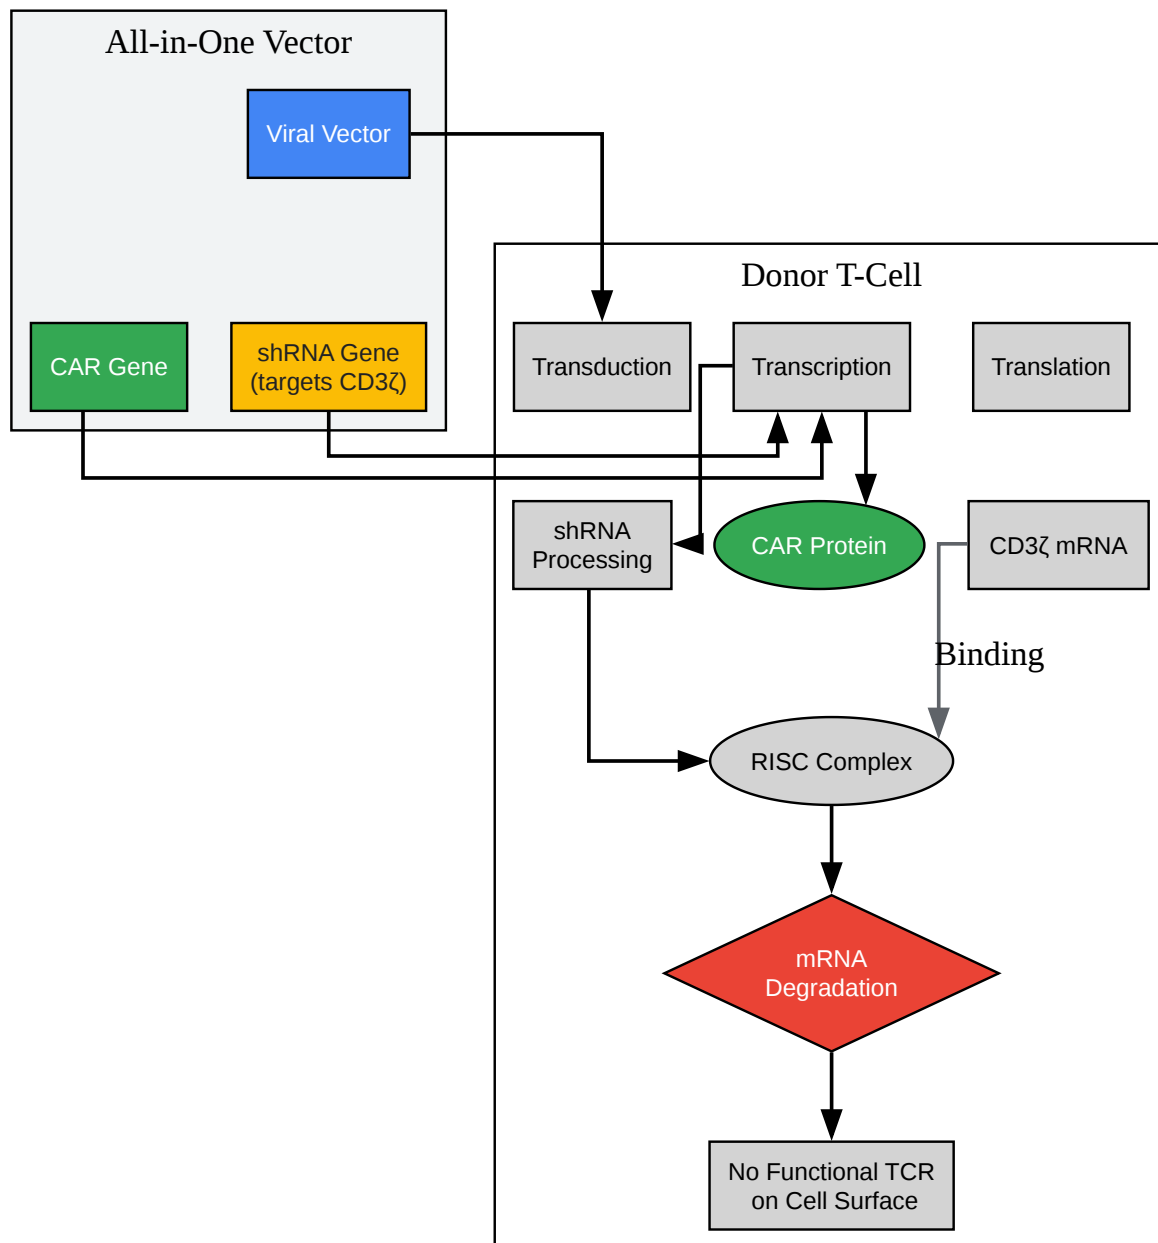 All-in-One Vector
Viral Vector
CAR Gene
shRNA Gene
(targets CD3ζ)
Donor T-Cell
Transduction
Transcription
Translation
shRNA
Processing
CAR Protein
CD3ζ mRNA
Binding
RISC Complex
mRNA
Degradation
No Functional TCR
on Cell Surface